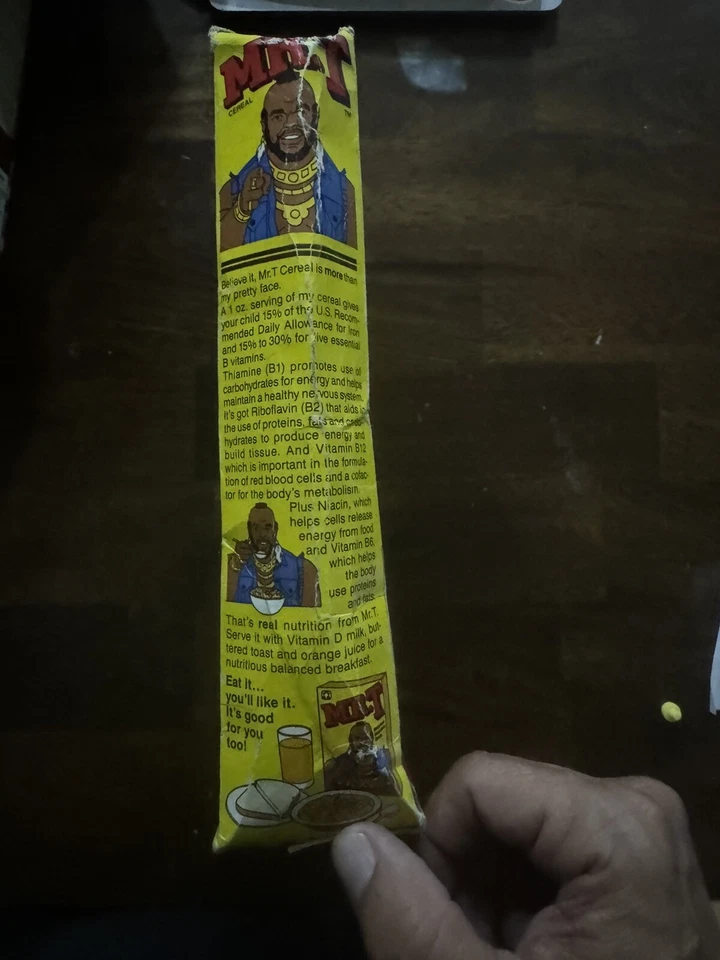 MR.T
CEREAL
TM
Believe it, Mr.T Cereal is more than
my pretty face.
A 1 oz. serving of my cereal gives
your child 15% of the U.S. Recom-
mended Daily Allowance for Iron
and 15% to 30% for five essential
B vitamins.
Thiamine (B1) promotes use of
carbohydrates for energy and helps
maintain a healthy nervous system.
It's got Riboflavin (B2) that aids in
the use of proteins, fats and carbo-
hydrates to produce energy and
build tissue. And Vitamin B12
which is important in the formula-
tion of red blood cells and a cofac-
tor for the body's metabolism.
Plus Niacin, which
helps cells release
energy from food
and Vitamin B6,
which helps
the body
use proteins
and fats.
That's real nutrition from Mr.T.
Serve it with Vitamin D milk, but-
tered toast and orange juice for a
nutritious balanced breakfast.
Eat it...
you'll like it.
It's good
for you
too!
MR.T